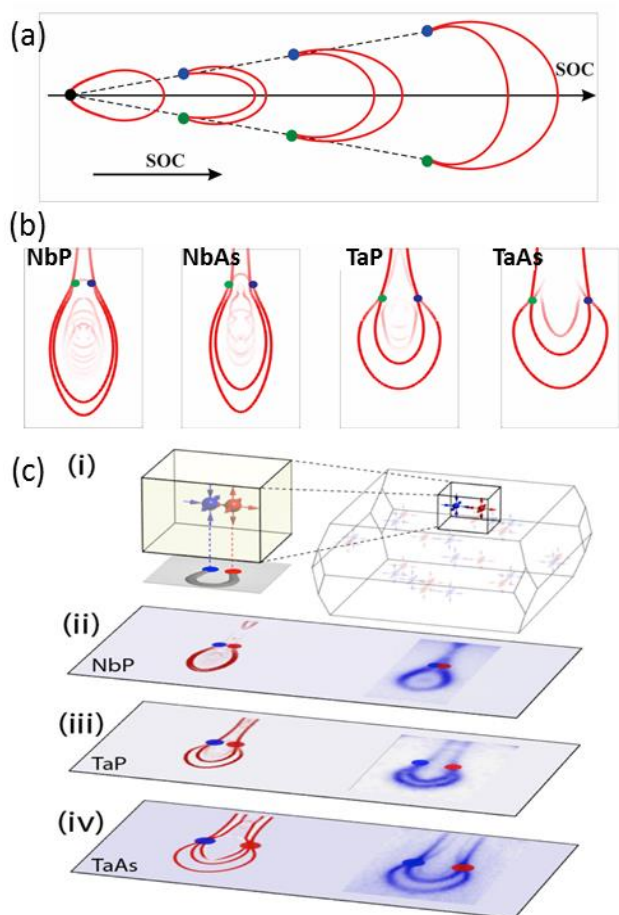 (a)
SOC
SOC
(b)
NbP NbAs TaP TaAs
(c) (i)
(ii)
NbP
(iii)
TaP
(iv)
TaAs